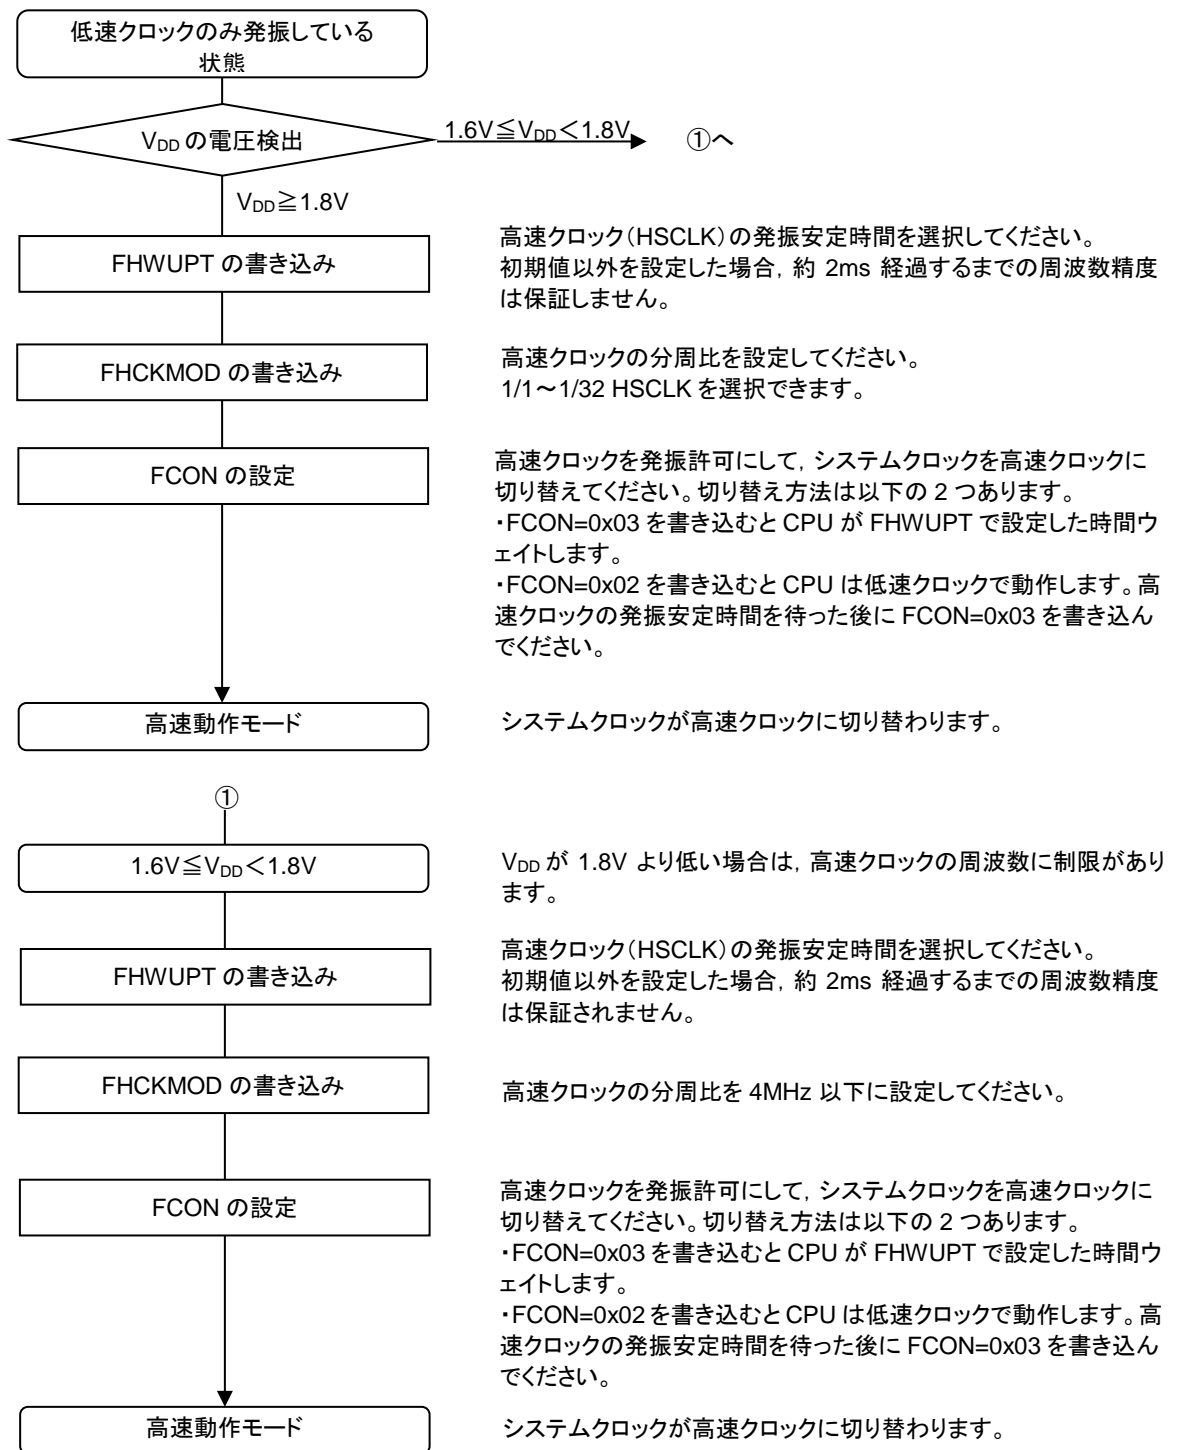 低速クロックのみ発振している
状態
VDD の電圧検出
1.6V≦VDD＜1.8V
①へ
VDD≧1.8V
FHWUPT の書き込み
高速クロック（HSCLK）の発振安定時間を選択してください。
初期値以外を設定した場合，約 2ms 経過するまでの周波数精度
は保証しません。
FHCKMOD の書き込み
高速クロックの分周比を設定してください。
1/1～1/32 HSCLK を選択できます。
FCON の設定
高速クロックを発振許可にして，システムクロックを高速クロックに
切り替えてください。切り替え方法は以下の 2 つあります。
・FCON=0x03 を書き込むと CPU が FHWUPT で設定した時間ウ
ェイトします。
・FCON=0x02 を書き込むと CPU は低速クロックで動作します。高
速クロックの発振安定時間を待った後に FCON=0x03 を書き込ん
でください。
高速動作モード
システムクロックが高速クロックに切り替わります。
①
1.6V≦VDD＜1.8V
VDD が 1.8V より低い場合は，高速クロックの周波数に制限があり
ます。
FHWUPT の書き込み
高速クロック（HSCLK）の発振安定時間を選択してください。
初期値以外を設定した場合，約 2ms 経過するまでの周波数精度
は保証されません。
FHCKMOD の書き込み
高速クロックの分周比を 4MHz 以下に設定してください。
FCON の設定
高速クロックを発振許可にして，システムクロックを高速クロックに
切り替えてください。切り替え方法は以下の 2 つあります。
・FCON=0x03 を書き込むと CPU が FHWUPT で設定した時間ウ
ェイトします。
・FCON=0x02 を書き込むと CPU は低速クロックで動作します。高
速クロックの発振安定時間を待った後に FCON=0x03 を書き込ん
でください。
高速動作モード
システムクロックが高速クロックに切り替わります。